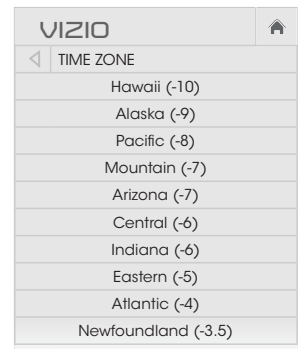 VIZIO
TIME ZONE
Hawaii (-10)
Alaska (-9)
Pacific (-8)
Mountain (-7)
Arizona (-7)
Central (-6)
Indiana (-6)
Eastern (-5)
Atlantic (-4)
Newfoundland (-3.5)